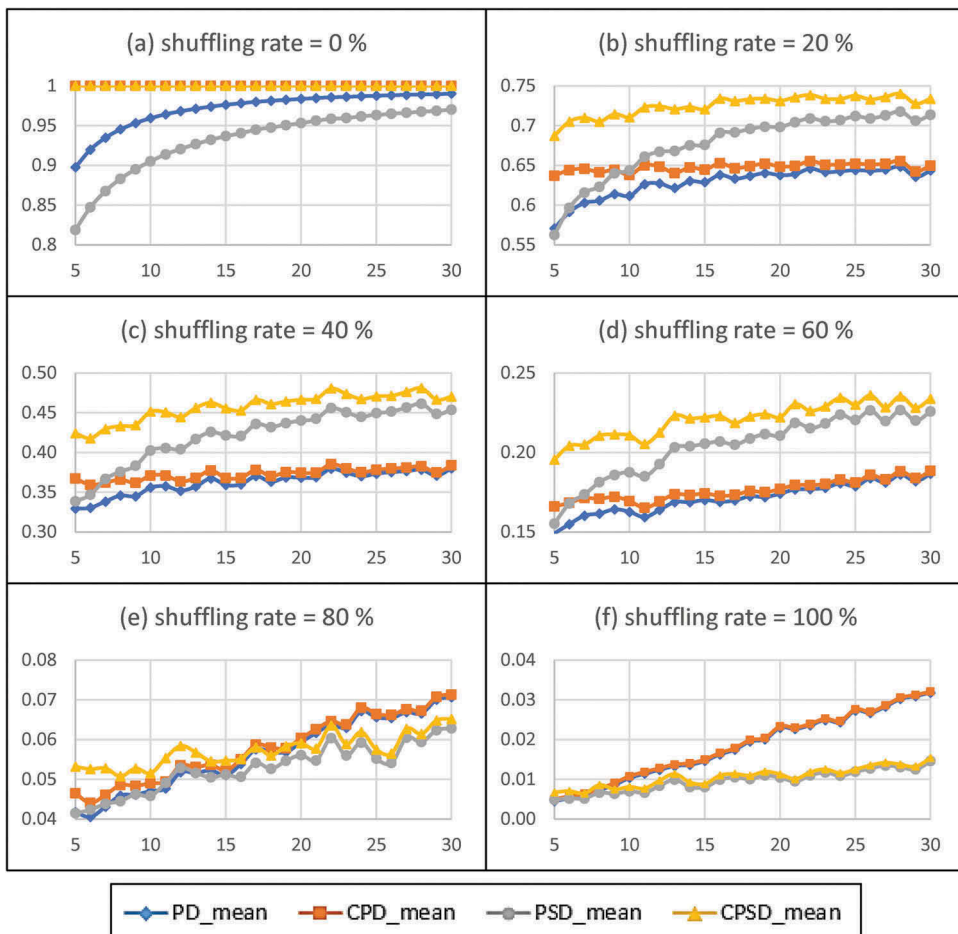 (a) shuffling rate = 0 %
1
0.95
0.9
0.85
0.8
5 10 15 20 25 30
(b) shuffling rate = 20 %
0.75
0.7
0.65
0.6
0.55
5 10 15 20 25 30
(c) shuffling rate = 40 %
0.50
0.45
0.40
0.35
0.30
5 10 15 20 25 30
(d) shuffling rate = 60 %
0.25
0.20
0.15
5 10 15 20 25 30
(e) shuffling rate = 80 %
0.08
0.07
0.06
0.05
0.04
5 10 15 20 25 30
(f) shuffling rate = 100 %
0.04
0.03
0.02
0.01
0.00
5 10 15 20 25 30
PD_mean CPD_mean PSD_mean CPSD_mean